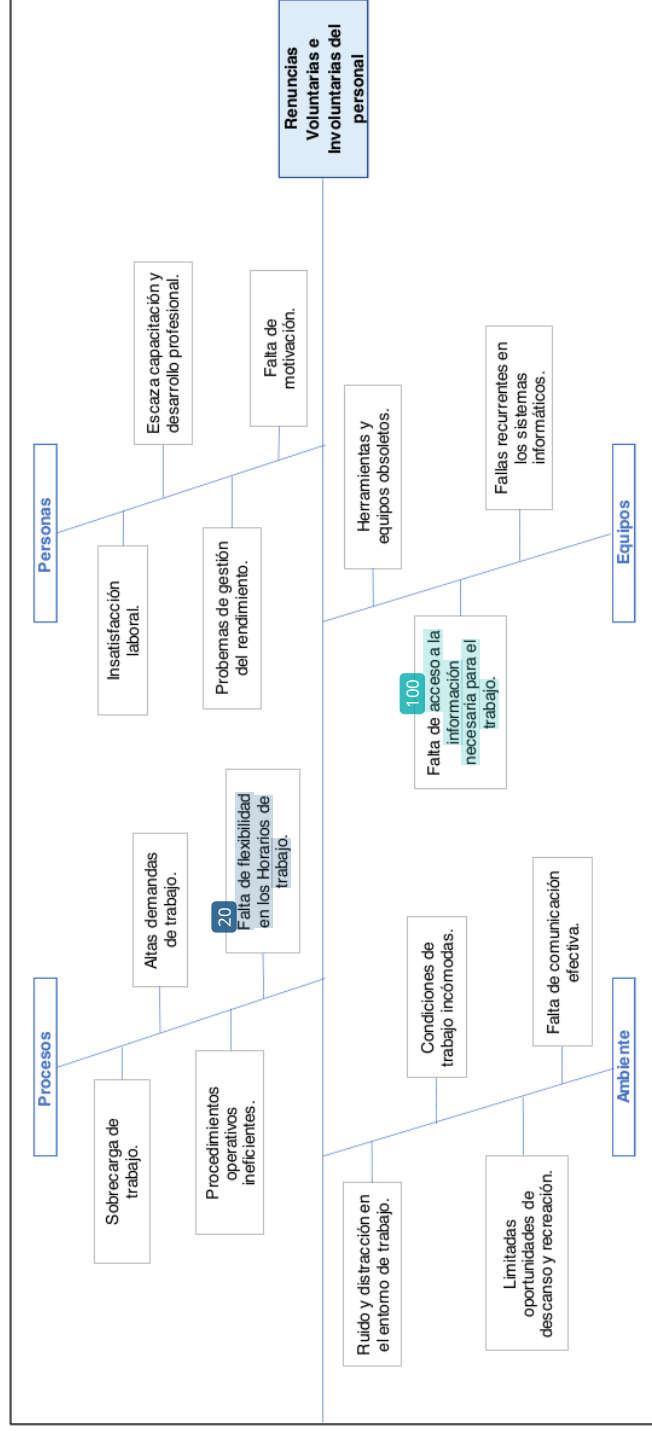 Procesos
Personas
Sobrecarga de
trabajo.
Altas demandas
de trabajo.
Procedimientos
operativos
ineficientes.
20
Falta de flexibilidad
en los Horarios de
trabajo.
Insatisfacción
laboral.
Escaza capacitación y
desarrollo profesional.
Probemas de gestión
del rendimiento.
Falta de
motivación.
Renuncias
Voluntarias e
Involuntarias del
personal
Ruido y distracción en
el entorno de trabajo.
Condiciones de
trabajo incómodas.
Limitadas
oportunidades de
descanso y recreación.
Falta de comunicación
efectiva.
Herramientas y
equipos obsoletos.
100
Falta de acceso a la
información
necesaria para el
trabajo.
Fallas recurrentes en
los sistemas
informáticos.
Ambiente
Equipos